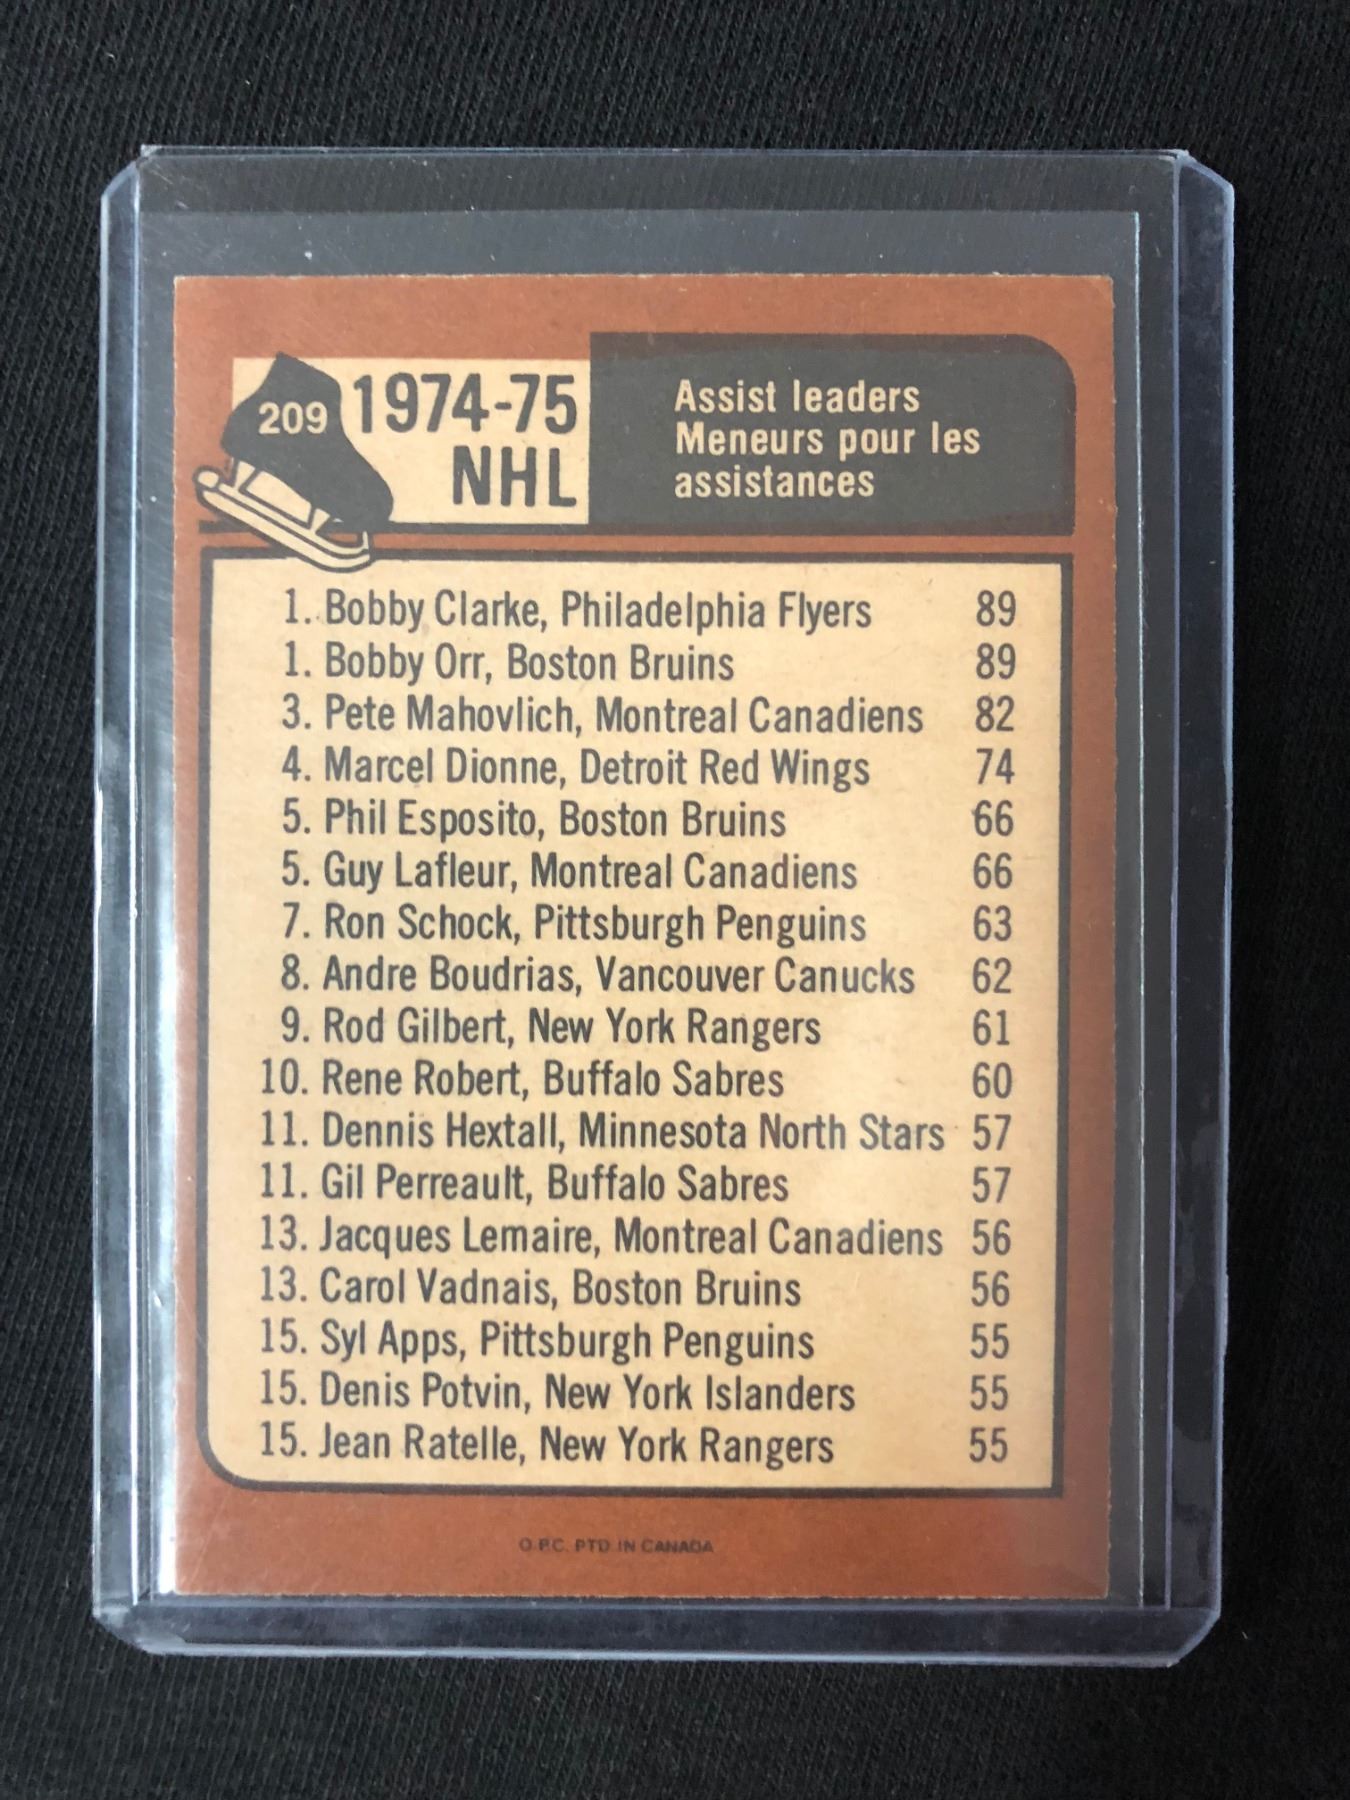 209
1974-75
NHL
Assist leaders
Meneurs pour les
assistances
1. Bobby Clarke, Philadelphia Flyers 89
1. Bobby Orr, Boston Bruins 89
3. Pete Mahovlich, Montreal Canadiens 82
4. Marcel Dionne, Detroit Red Wings 74
5. Phil Esposito, Boston Bruins 66
5. Guy Lafleur, Montreal Canadiens 66
7. Ron Schock, Pittsburgh Penguins 63
8. Andre Boudrias, Vancouver Canucks 62
9. Rod Gilbert, New York Rangers 61
10. Rene Robert, Buffalo Sabres 60
11. Dennis Hextall, Minnesota North Stars 57
11. Gil Perreault, Buffalo Sabres 57
13. Jacques Lemaire, Montreal Canadiens 56
13. Carol Vadnais, Boston Bruins 56
15. Syl Apps, Pittsburgh Penguins 55
15. Denis Potvin, New York Islanders 55
15. Jean Ratelle, New York Rangers 55
O.P.C. PTD IN CANADA